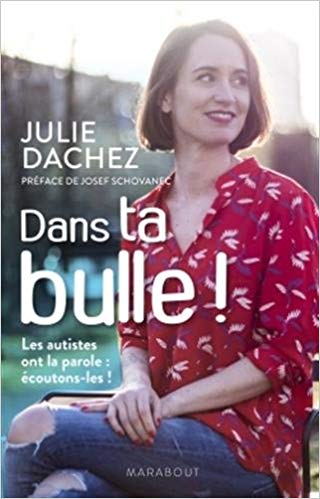 JULIE
DACHEZ
PRÉFACE DE JOSEF SCHOVANEC
Dans ta
bulle !
Les autistes
ont la parole :
écoutons-les !
MARABOUT